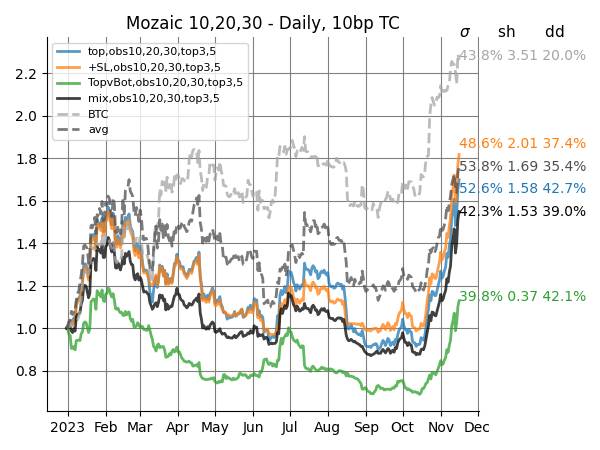 Mozaic 10,20,30 - Daily, 10bp TC
σ sh dd
top,obs10,20,30,top3,5
+SL,obs10,20,30,top3,5
TopvBot,obs10,20,30,top3,5
mix,obs10,20,30,top3,5
BTC
avg
43.8% 3.51 20.0%
48.6% 2.01 37.4%
53.8% 1.69 35.4%
52.6% 1.58 42.7%
42.3% 1.53 39.0%
39.8% 0.37 42.1%
2.2
2.0
1.8
1.6
1.4
1.2
1.0
0.8
2023 Feb Mar Apr May Jun Jul Aug Sep Oct Nov Dec